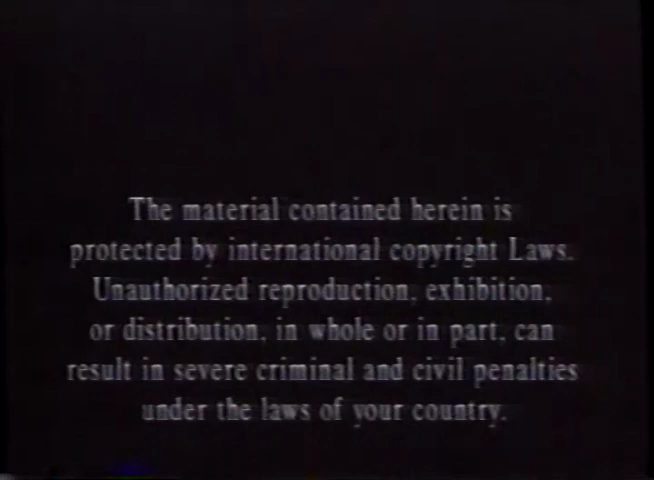 The material contained herein is
protected by international copyright Laws.
Unauthorized reproduction, exhibition,
or distribution, in whole or in part, can
result in severe criminal and civil penalties
under the laws of your country.